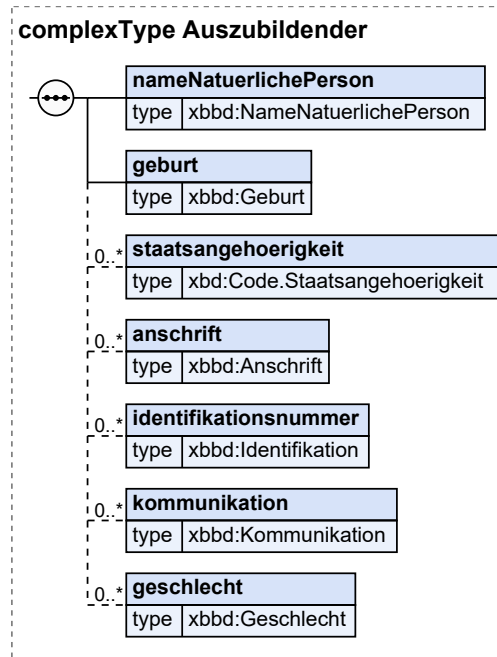 complexType Auszubildender
nameNatuerlichePerson
type xbbd:NameNatuerlichePerson
geburt
type xbbd:Geburt
0..* staatsangehoerigkeit
type xbd:Code.Staatsangehoerigkeit
0..* anschrift
type xbbd:Anschrift
0..* identifikationsnummer
type xbbd:Identifikation
0..* kommunikation
type xbbd:Kommunikation
0..* geschlecht
type xbbd:Geschlecht